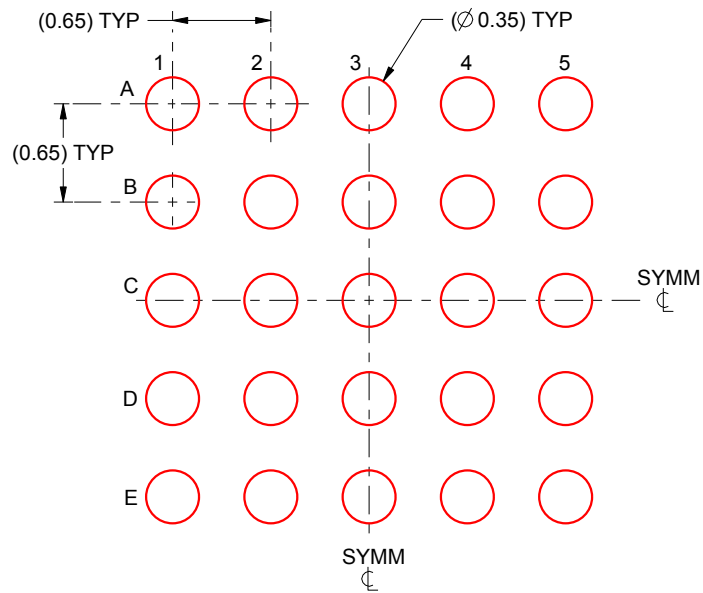 (0.65) TYP
(∅ 0.35) TYP
1 2 3 4 5
A
(0.65) TYP
B
C
SYMM
℄
D
E
SYMM
℄